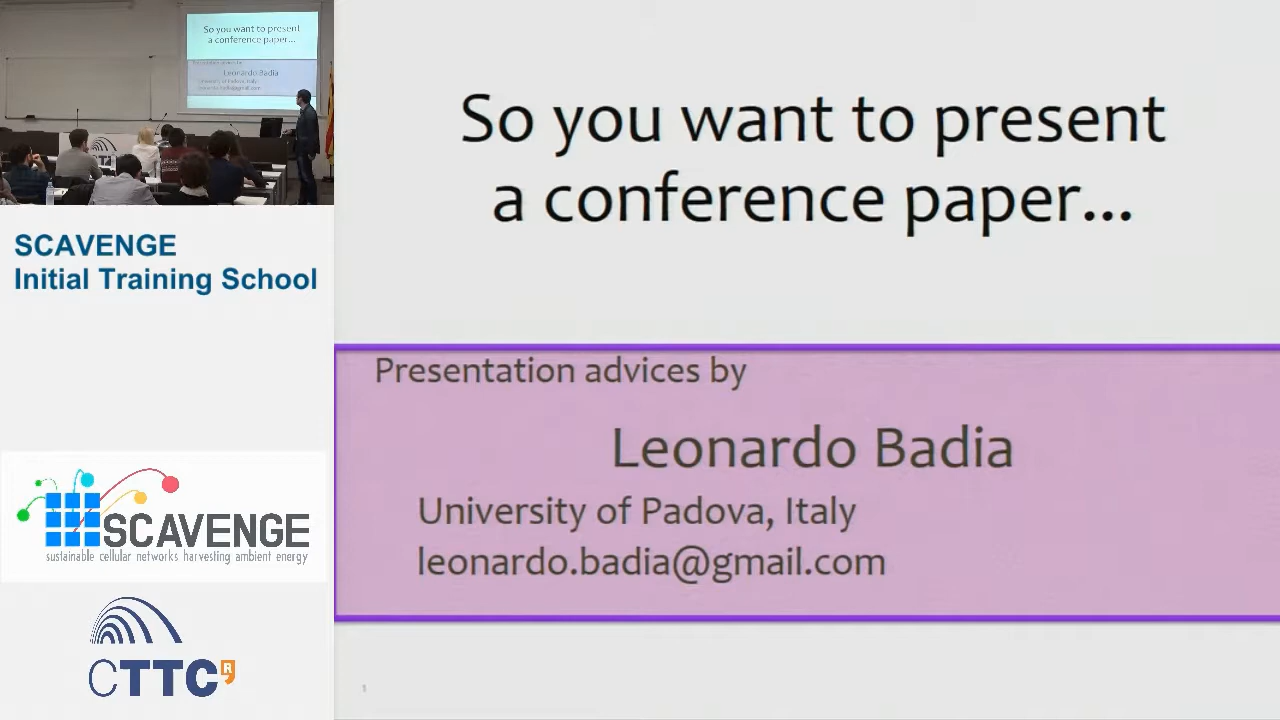 So you want to present
a conference paper...
Leonardo Badia
SCAVENGE
Initial Training School
SCAVENGE
sustainable cellular networks harvesting ambient energy
CTTC
R
So you want to present
a conference paper...
Presentation advices by
Leonardo Badia
University of Padova, Italy
leonardo.badia@gmail.com
1